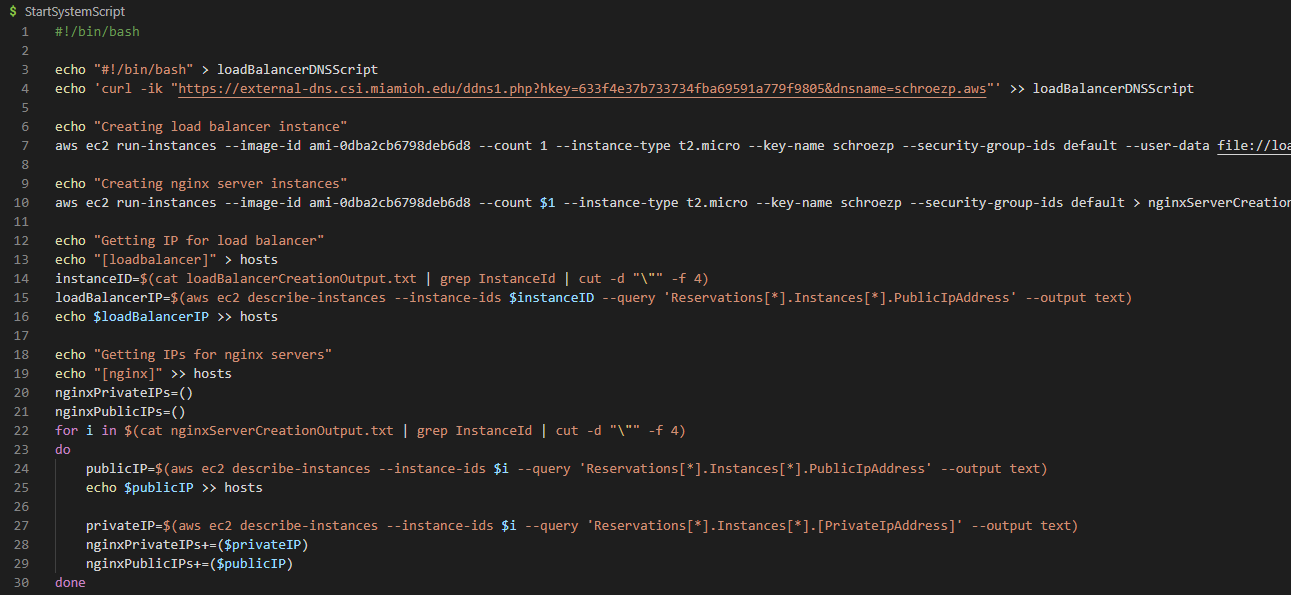 $ StartSystemScript
1 #!/bin/bash
2
3 echo "#!/bin/bash" > loadBalancerDNSScript
4 echo 'curl -ik "https://external-dns.csi.miamioh.edu/ddns1.php?hkey=633f4e37b733734fba69591a779f9805&dnsname=schroezp.aws"' >> loadBalancerDNSScript
5
6 echo "Creating load balancer instance"
7 aws ec2 run-instances --image-id ami-0dba2cb6798deb6d8 --count 1 --instance-type t2.micro --key-name schroezp --security-group-ids default --user-data file://loa
8
9 echo "Creating nginx server instances"
10 aws ec2 run-instances --image-id ami-0dba2cb6798deb6d8 --count $1 --instance-type t2.micro --key-name schroezp --security-group-ids default > nginxServerCreation
11
12 echo "Getting IP for load balancer"
13 echo "[loadbalancer]" > hosts
14 instanceID=$(cat loadBalancerCreationOutput.txt | grep InstanceId | cut -d "\"" -f 4)
15 loadBalancerIP=$(aws ec2 describe-instances --instance-ids $instanceID --query 'Reservations[*].Instances[*].PublicIpAddress' --output text)
16 echo $loadBalancerIP >> hosts
17
18 echo "Getting IPs for nginx servers"
19 echo "[nginx]" >> hosts
20 nginxPrivateIPs=()
21 nginxPublicIPs=()
22 for i in $(cat nginxServerCreationOutput.txt | grep InstanceId | cut -d "\"" -f 4)
23 do
24 publicIP=$(aws ec2 describe-instances --instance-ids $i --query 'Reservations[*].Instances[*].PublicIpAddress' --output text)
25 echo $publicIP >> hosts
26
27 privateIP=$(aws ec2 describe-instances --instance-ids $i --query 'Reservations[*].Instances[*].[PrivateIpAddress]' --output text)
28 nginxPrivateIPs+=($privateIP)
29 nginxPublicIPs+=($publicIP)
30 done